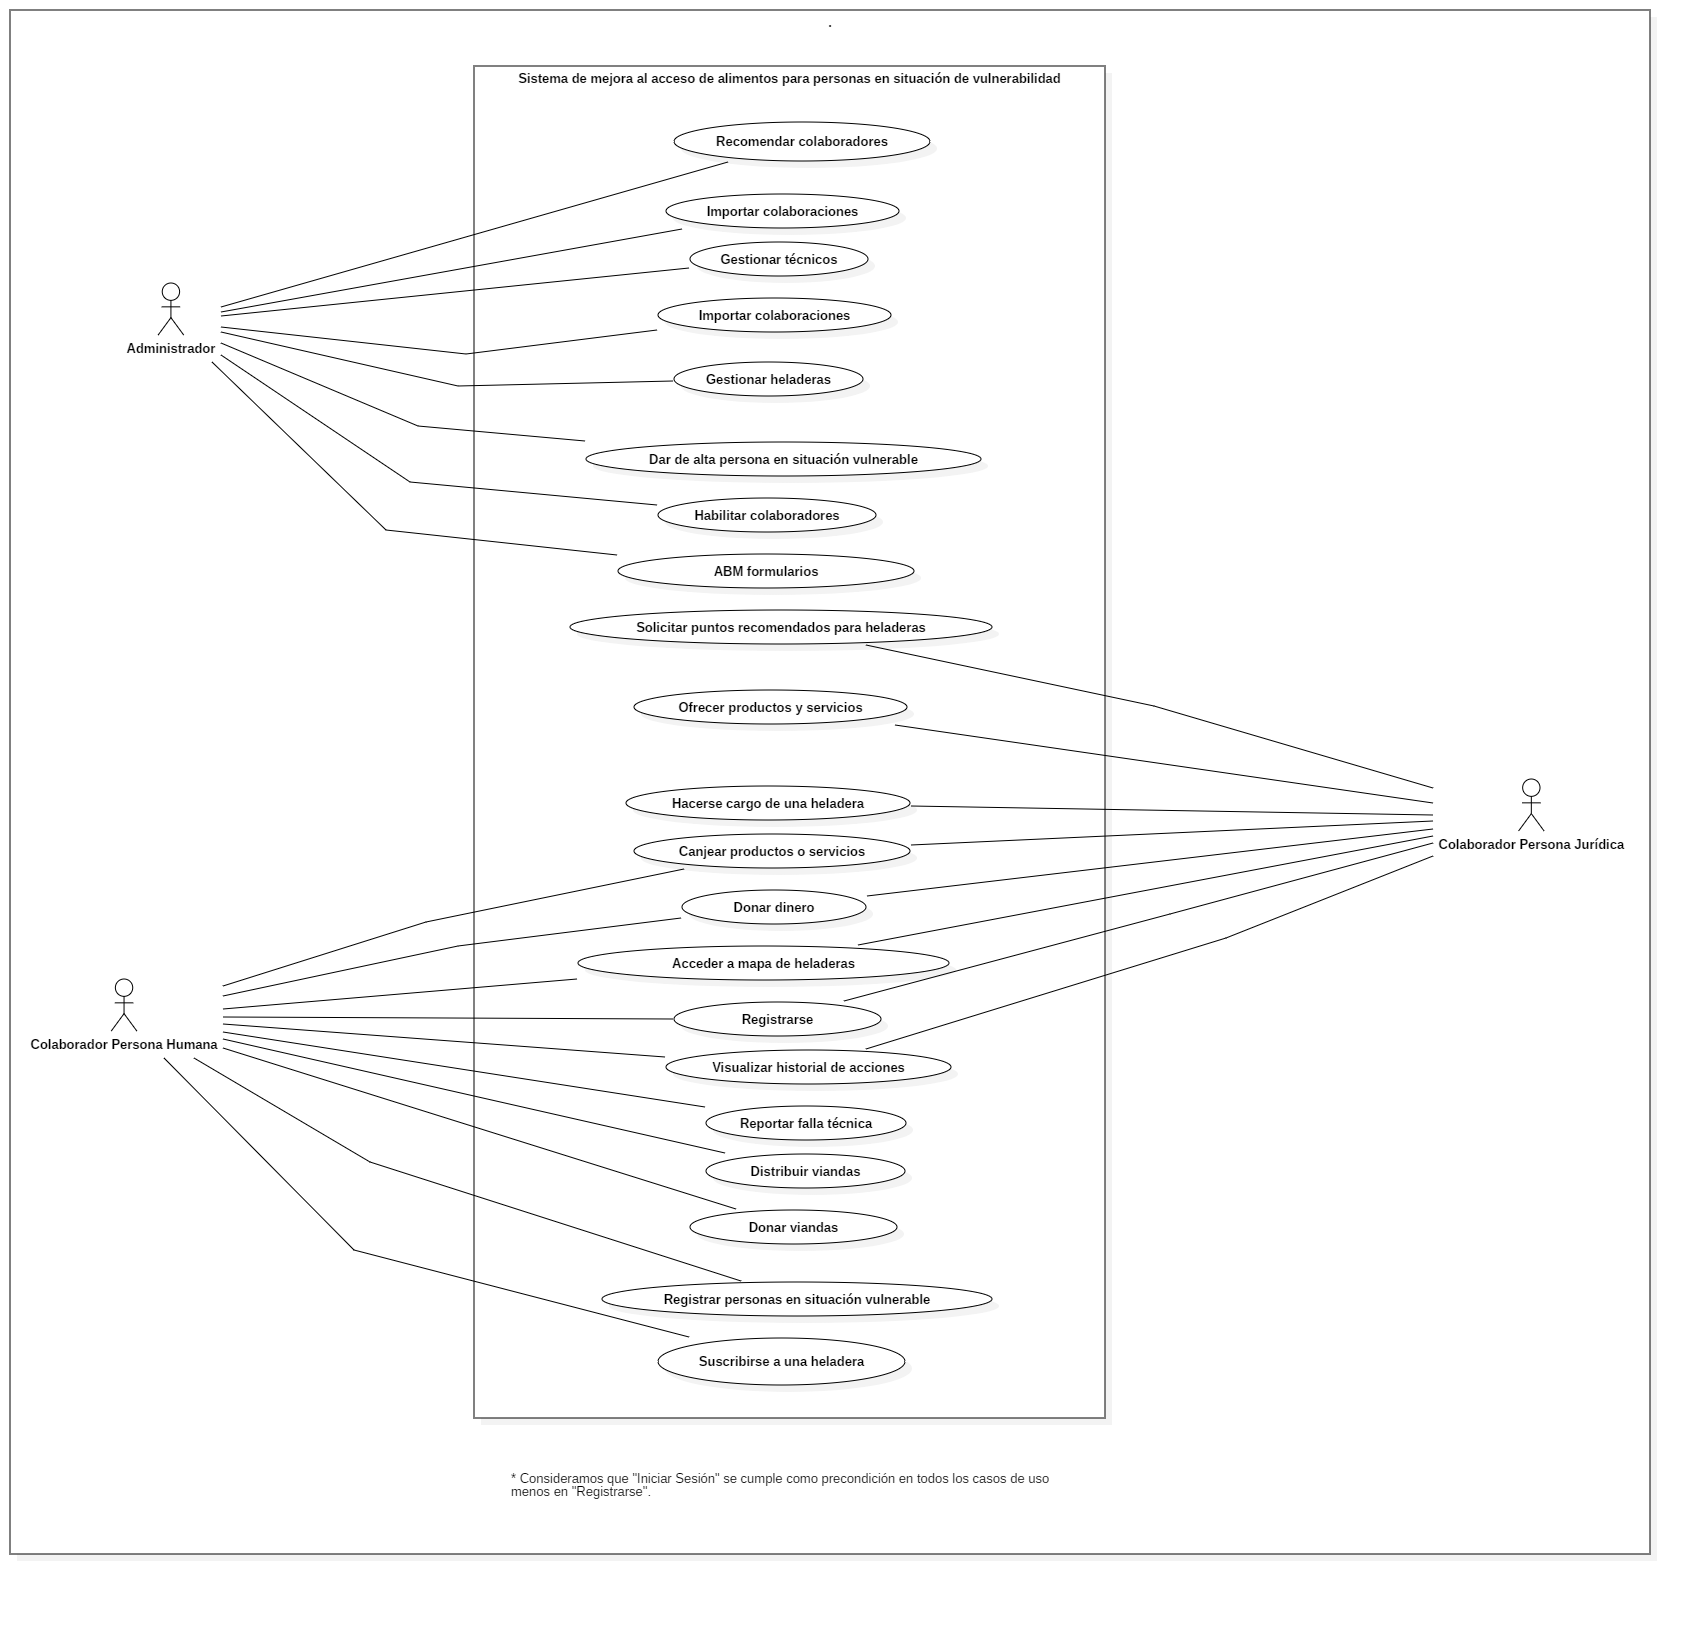 Sistema de mejora al acceso de alimentos para personas en situación de vulnerabilidad
Recomendar colaboradores
Importar colaboraciones
Gestionar técnicos
Importar colaboraciones
Administrador
Gestionar heladeras
Dar de alta persona en situación vulnerable
Habilitar colaboradores
ABM formularios
Solicitar puntos recomendados para heladeras
Ofrecer productos y servicios
Hacerse cargo de una heladera
Colaborador Persona Jurídica
Canjear productos o servicios
Donar dinero
Acceder a mapa de heladeras
Registrarse
Colaborador Persona Humana
Visualizar historial de acciones
Reportar falla técnica
Distribuir viandas
Donar viandas
Registrar personas en situación vulnerable
Suscribirse a una heladera
* Consideramos que "Iniciar Sesión" se cumple como precondición en todos los casos de uso
menos en "Registrarse".